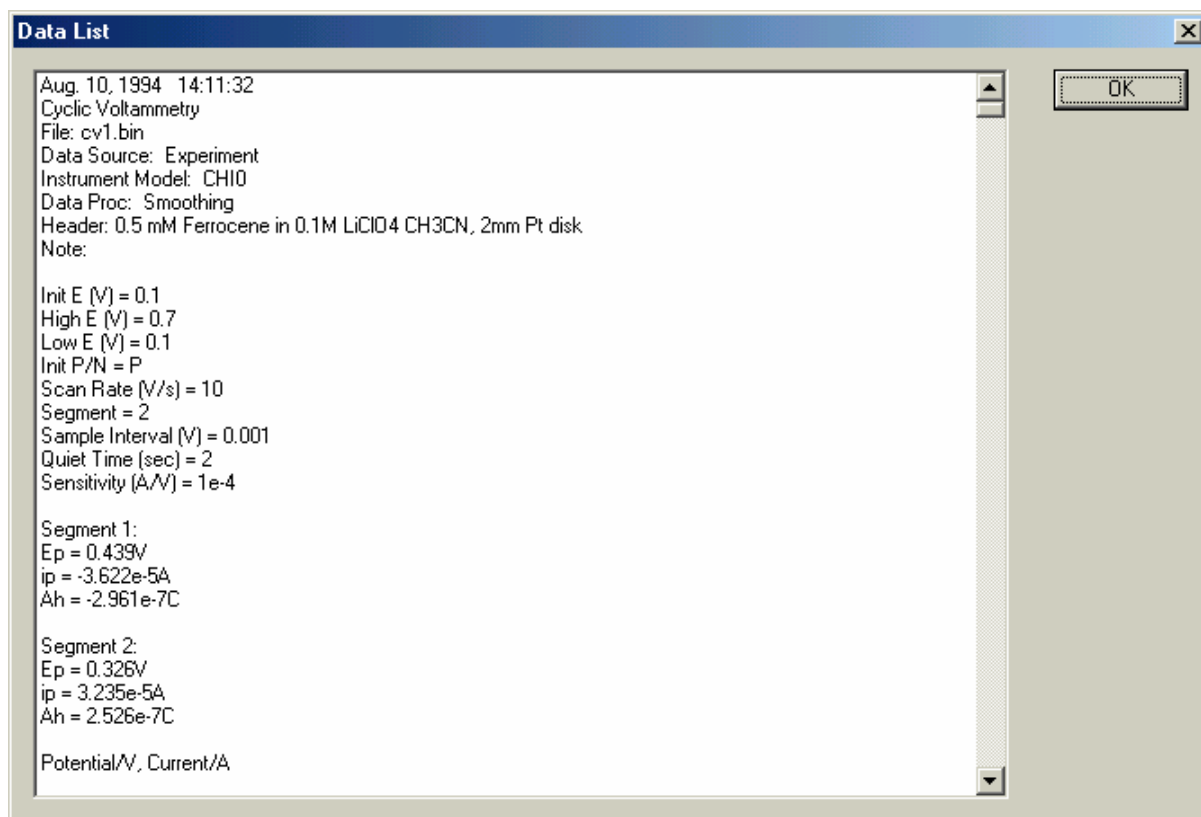 Data List
OK
Aug. 10, 1994   14:11:32
Cyclic Voltammetry
File: cv1.bin
Data Source:  Experiment
Instrument Model:  CHI0
Data Proc:  Smoothing
Header: 0.5 mM Ferrocene in 0.1M LiClO4 CH3CN, 2mm Pt disk
Note:

Init E (V) = 0.1
High E (V) = 0.7
Low E (V) = 0.1
Init P/N = P
Scan Rate (V/s) = 10
Segment = 2
Sample Interval (V) = 0.001
Quiet Time (sec) = 2
Sensitivity (A/V) = 1e-4

Segment 1:
Ep = 0.439V
ip = -3.622e-5A
Ah = -2.961e-7C

Segment 2:
Ep = 0.326V
ip = 3.235e-5A
Ah = 2.526e-7C

Potential/V, Current/A